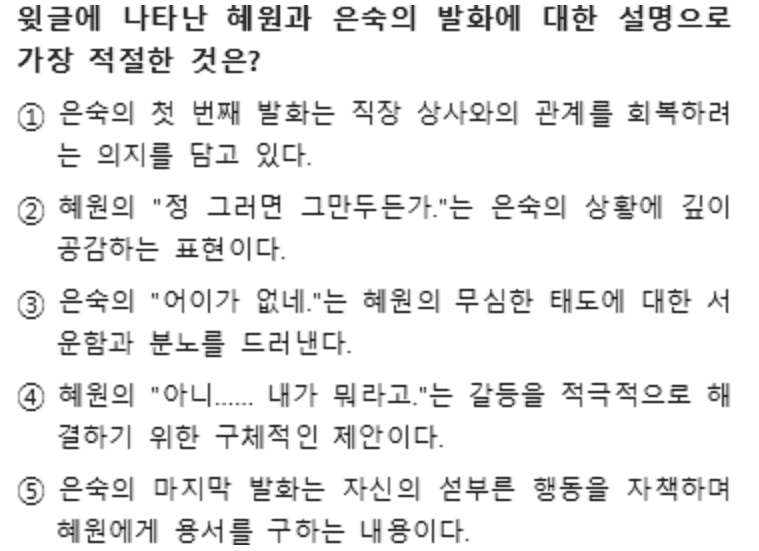 윗글에 나타난 혜원과 은숙의 발화에 대한 설명으로
가장 적절한 것은?
① 은숙의 첫 번째 발화는 직장 상사와의 관계를 회복하려
는 의지를 담고 있다.
② 혜원의 "정 그러면 그만두든가."는 은숙의 상황에 깊이
공감하는 표현이다.
③ 은숙의 "어이가 없네."는 혜원의 무심한 태도에 대한 서
운함과 분노를 드러낸다.
④ 혜원의 "아니...... 내가 뭐라고."는 갈등을 적극적으로 해
결하기 위한 구체적인 제안이다.
⑤ 은숙의 마지막 발화는 자신의 섣부른 행동을 자책하며
혜원에게 용서를 구하는 내용이다.